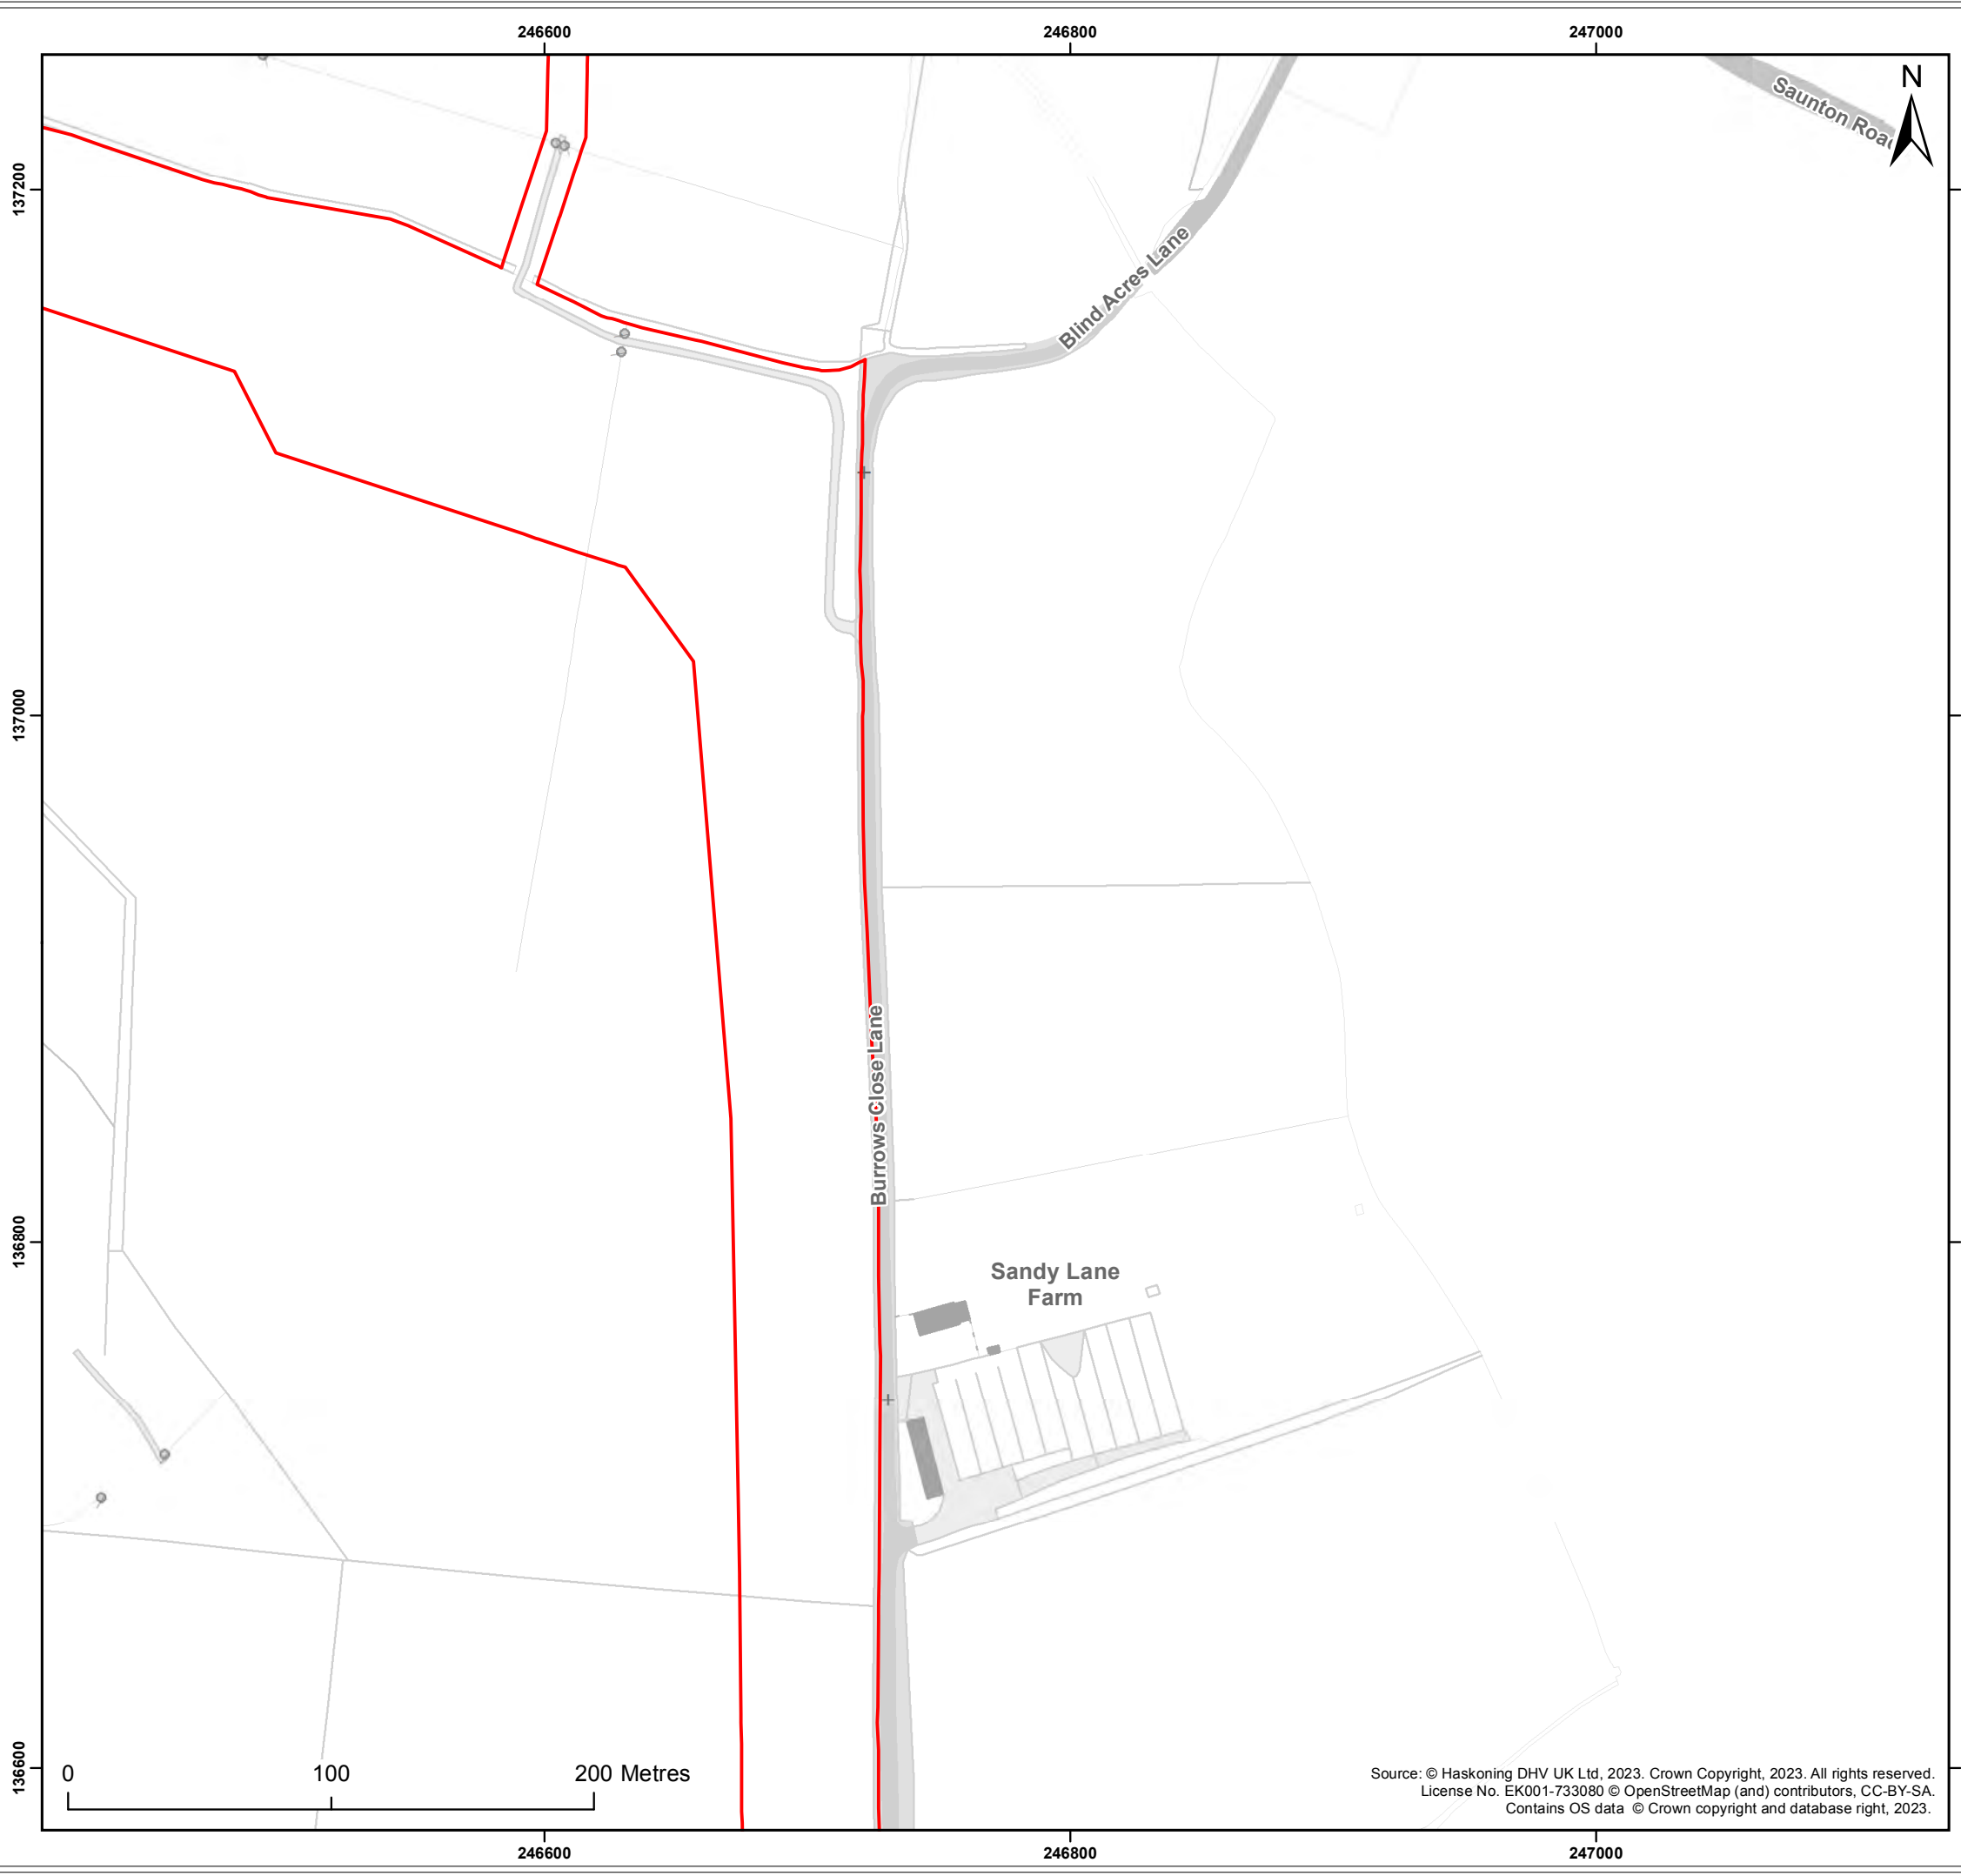 246600
246800
247000
N
Saunton Road
137200
Blind Acres Lane
137000
Burrows Close Lane
136800
Sandy Lane
Farm
136600
0
100
200 Metres
Source: © Haskoning DHV UK Ltd, 2023. Crown Copyright, 2023. All rights reserved.
License No. EK001-733080 © OpenStreetMap (and) contributors, CC-BY-SA.
Contains OS data © Crown copyright and database right, 2023.
246600
246800
247000